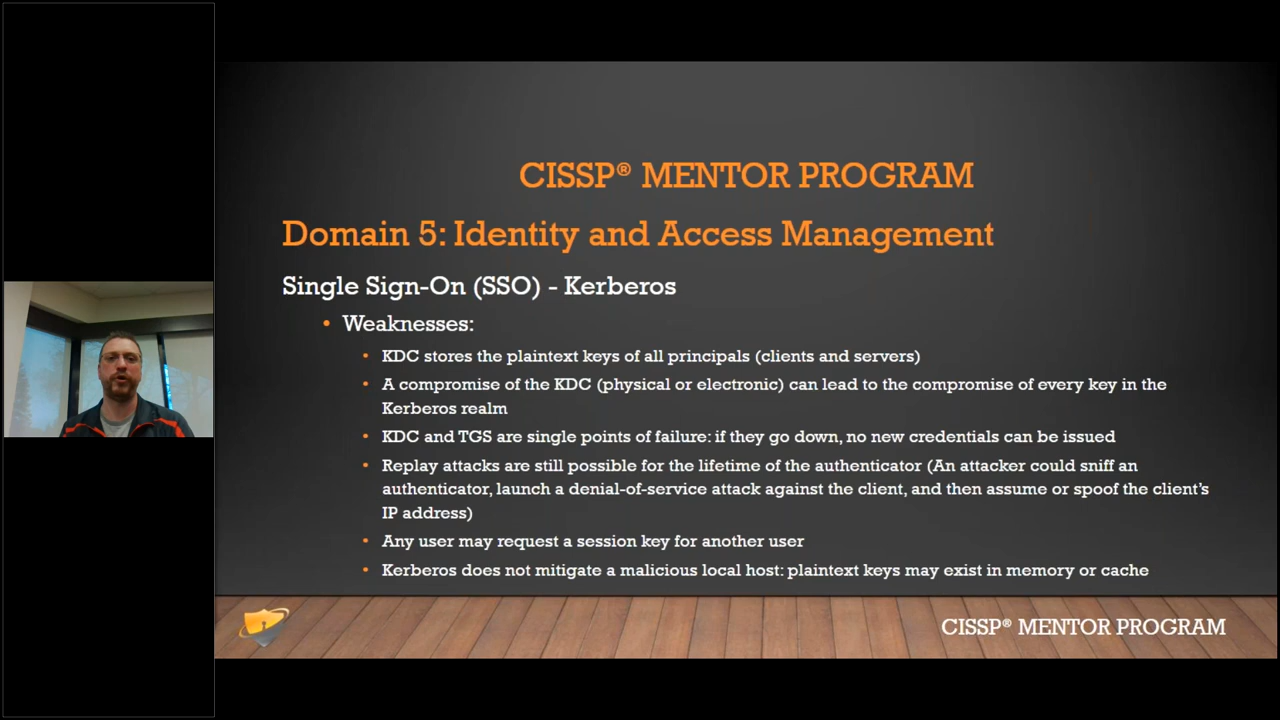 CISSP® MENTOR PROGRAM
Domain 5: Identity and Access Management
Single Sign-On (SSO) - Kerberos
• Weaknesses:
• KDC stores the plaintext keys of all principals (clients and servers)
• A compromise of the KDC (physical or electronic) can lead to the compromise of every key in the
Kerberos realm
• KDC and TGS are single points of failure: if they go down, no new credentials can be issued
• Replay attacks are still possible for the lifetime of the authenticator (An attacker could sniff an
authenticator, launch a denial-of-service attack against the client, and then assume or spoof the client's
IP address)
• Any user may request a session key for another user
• Kerberos does not mitigate a malicious local host: plaintext keys may exist in memory or cache
CISSP® MENTOR PROGRAM